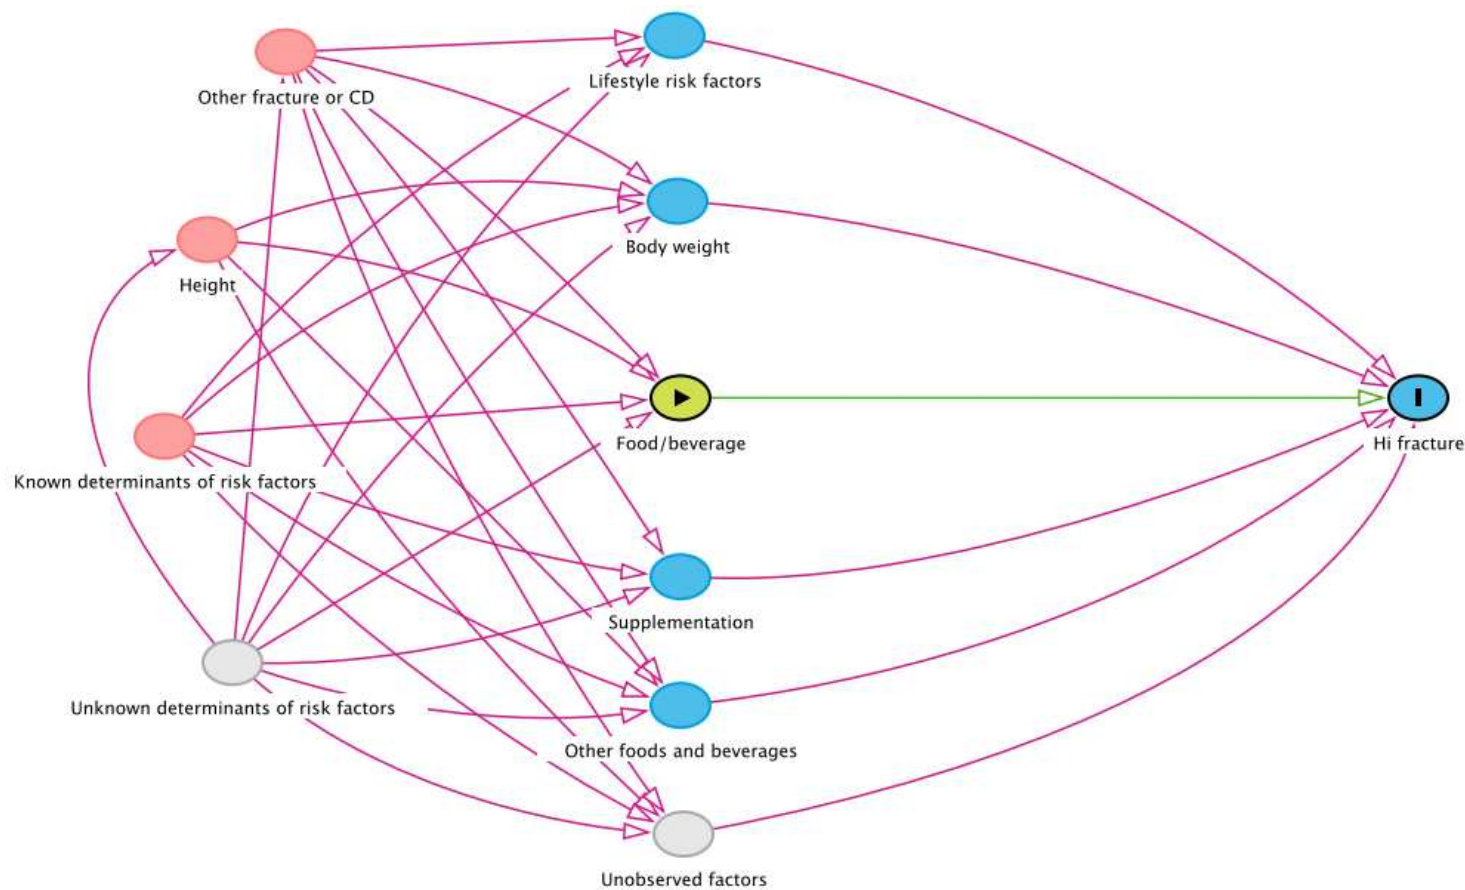 Lifestyle risk factors
Other fracture or CD
Body weight
Height
Food/beverage
Hi fracture
Known determinants of risk factors
Supplementation
Unknown determinants of risk factors
Other foods and beverages
Unobserved factors